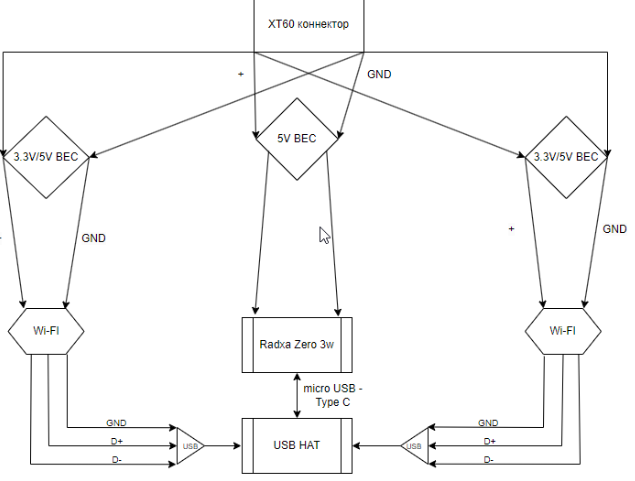 XT60 коннектор
+
GND
3.3V/5V BEC
5V BEC
3.3V/5V BEC
GND
+
GND
Wi-FI
Radxa Zero 3w
Wi-FI
micro USB -
Type C
GND
D+
D-
USB
USB HAT
USB
GND
D+
D-